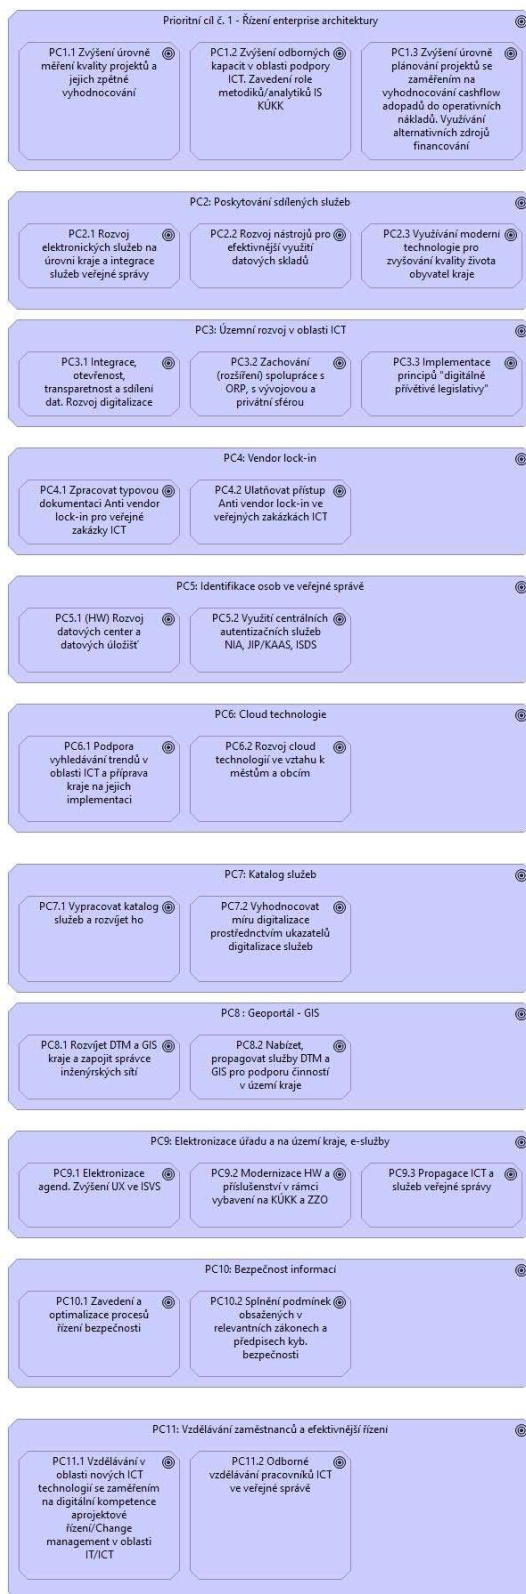 Prioritní cíl č. 1 - Řízení enterprise architektury
PC1.1 Zvýšení úrovně
měření kvality projektů a
jejich zpětné
vyhodnocování
PC1.2 Zvýšení odborných
kapacit v oblasti podpory
ICT. Zavedení role
metodiků/analytiků IS
KÚKK
PC1.3 Zvýšení úrovně
plánování projektů se
zaměřením na
vyhodnocování cashflow
adopadů do operativních
nákladů. Využívání
alternativních zdrojů
financování
PC2: Poskytování sdílených služeb
PC2.1 Rozvoj
elektronických služeb na
úrovni kraje a integrace
služeb veřejné správy
PC2.2 Rozvoj nástrojů pro
efektivnější využití
datových skladů
PC2.3 Využívání moderní
technologie pro
zvyšování kvality života
obyvatel kraje
PC3: Územní rozvoj v oblasti ICT
PC3.1 Integrace,
otevřenost,
transparetnost a sdílení
dat. Rozvoj digitalizace
PC3.2 Zachování
(rozšíření) spolupráce s
ORP, s vývojovou a
privátní sférou
PC3.3 Implementace
principů "digitálně
přívětivé legislativy"
PC4: Vendor lock-in
PC4.1 Zpracovat typovou
dokumentaci Anti vendor
lock-in pro veřejné
zakázky ICT
PC4.2 Ulatňovat přístup
Anti vendor lock-in ve
veřejných zakázkách ICT
PC5: Identifikace osob ve veřejné správě
PC5.1 (HW) Rozvoj
datových center a
datových úložišť
PC5.2 Využití centrálních
autentizačních služeb
NIA, JIP/KAAS, ISDS
PC6: Cloud technologie
PC6.1 Podpora
vyhledávání trendů v
oblasti ICT a příprava
kraje na jejich
implementaci
PC6.2 Rozvoj cloud
technologií ve vztahu k
městům a obcím
PC7: Katalog služeb
PC7.1 Vypracovat katalog
služeb a rozvíjet ho
PC7.2 Vyhodnocovat
míru digitalizace
prostřednctvím ukazatelů
digitalizace služeb
PC8 : Geoportál - GIS
PC8.1 Rozvíjet DTM a GIS
kraje a zapojit správce
inženýrských sítí
PC8.2 Nabízet,
propagovat služby DTM a
GIS pro podporu činností
v území kraje
PC9: Elektronizace úřadu a na území kraje, e-služby
PC9.1 Elektronizace
agend. Zvýšení UX ve ISVS
PC9.2 Modernizace HW a
příslušenství v rámci
vybavení na KÚKK a ZZO
PC9.3 Propagace ICT a
služeb veřejné správy
PC10: Bezpečnost informací
PC10.1 Zavedení a
optimalizace procesů
řízení bezpečnosti
PC10.2 Splnění podmínek
obsažených v
relevantních zákonech a
předpisech kyb.
bezpečnosti
PC11: Vzdělávání zaměstnanců a efektivnější řízení
PC11.1 Vzdělávání v
oblasti nových ICT
technologií se zaměřením
na digitální kompetence
aprojektové
řízení/Change
management v oblasti
IT/ICT
PC11.2 Odborné
vzdělávání pracovníků ICT
ve veřejné správě